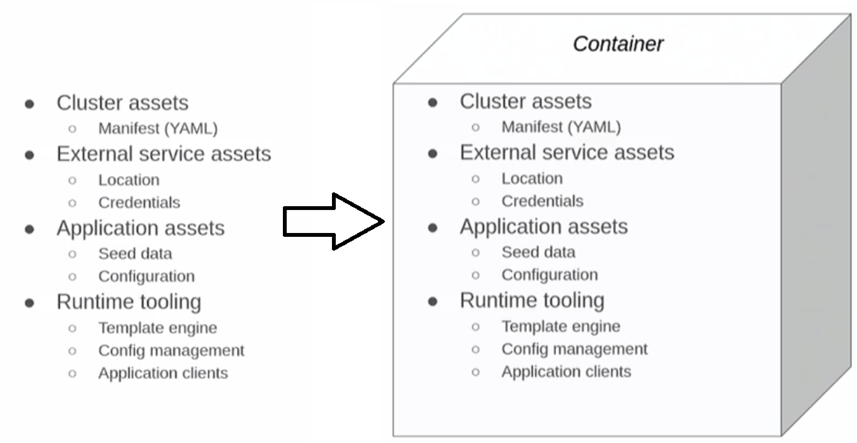 Cluster assets
Manifest (YAML)
External service assets
Location
Credentials
Application assets
Seed data
Configuration
Runtime tooling
Template engine
Config management
Application clients
Container
Cluster assets
Manifest (YAML)
External service assets
Location
Credentials
Application assets
Seed data
Configuration
Runtime tooling
Template engine
Config management
Application clients